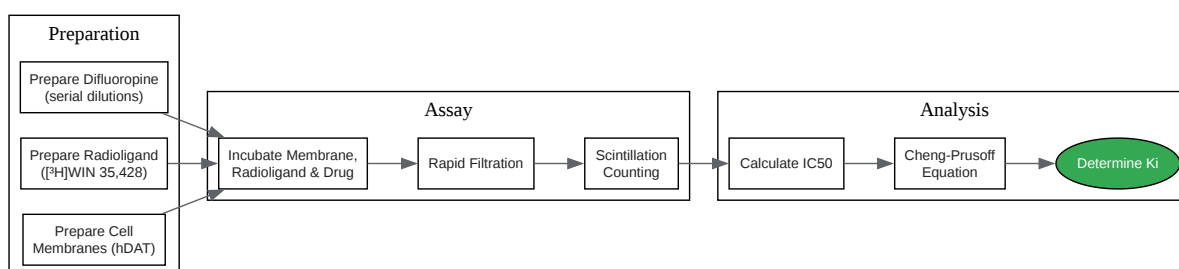 Preparation
Prepare Difluoropine
(serial dilutions)
Prepare Radioligand
([³H]WIN 35,428)
Prepare Cell
Membranes (hDAT)
Assay
Incubate Membrane,
Radioligand & Drug
Rapid Filtration
Scintillation
Counting
Analysis
Calculate IC50
Cheng-Prusoff
Equation
Determine Ki